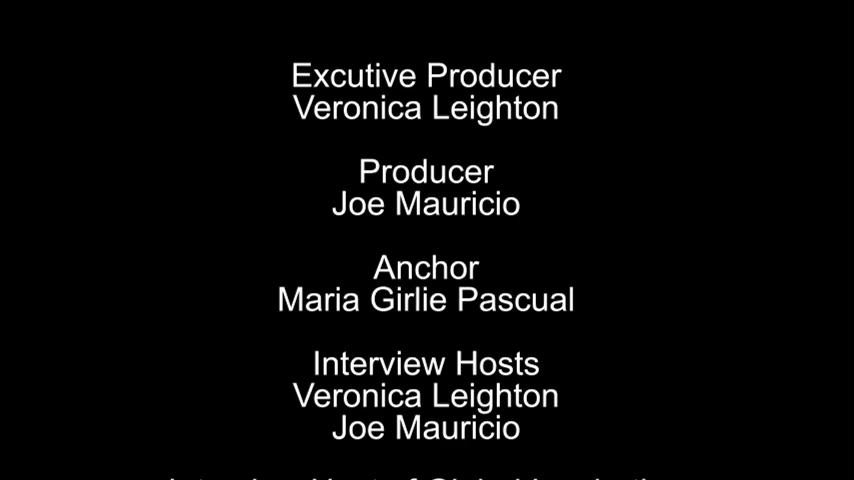 Excutive Producer
Veronica Leighton
Producer
Joe Mauricio
Anchor
Maria Girlie Pascual
Interview Hosts
Veronica Leighton
Joe Mauricio